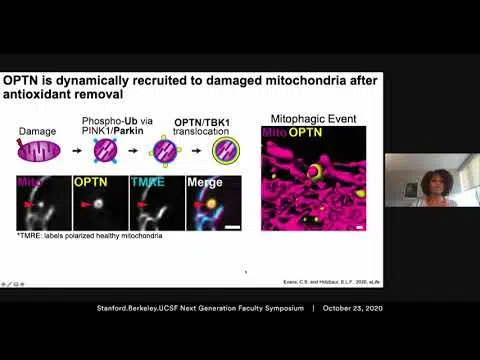 OPTN is dynamically recruited to damaged mitochondria after
antioxidant removal
Damage
Phospho-Ub via
PINK1/Parkin
OPTN/TBK1
translocation
Mitophagic Event
Mito OPTN
Mito
OPTN
TMRE
Merge
*TMRE: labels polarized healthy mitochondria
Evans, C.S. and Holzbaur, E.L.F. 2020, eLife
Stanford.Berkeley.UCSF Next Generation Faculty Symposium | October 23, 2020